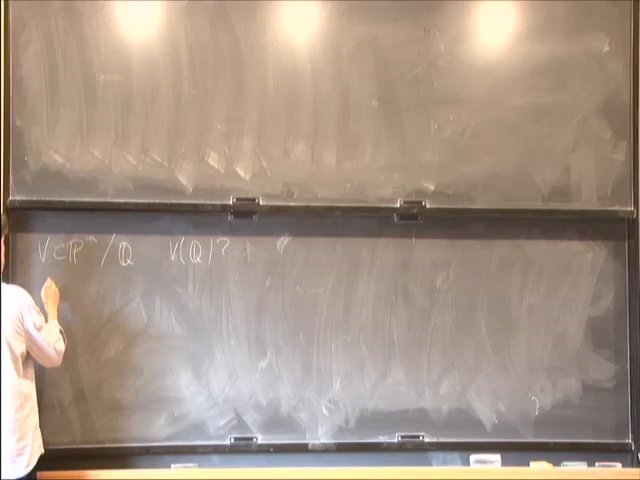 V ⊂ ℙⁿ / ℚ V(ℚ)?